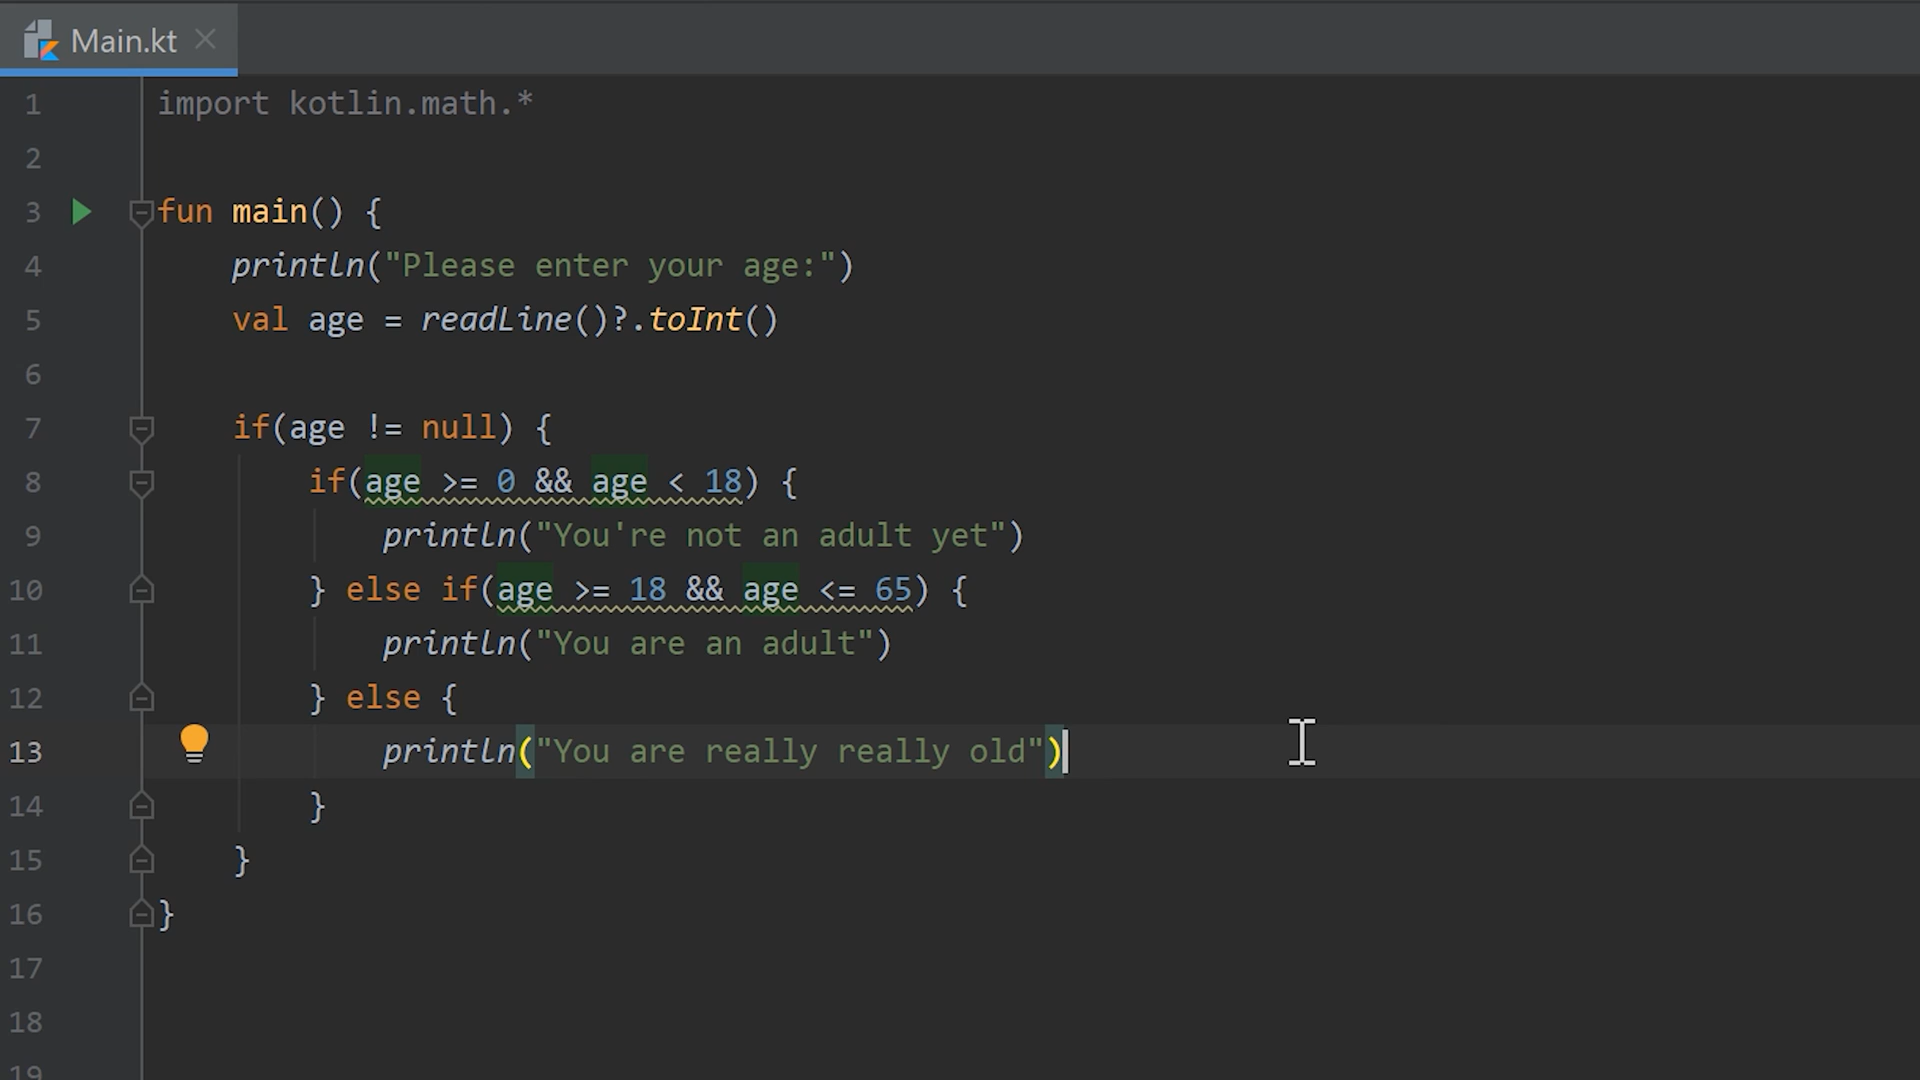 Main.kt
1 import kotlin.math.*
2
3 fun main() {
4 println("Please enter your age:")
5 val age = readLine()?.toInt()
6
7 if(age != null) {
8 if(age >= 0 && age < 18) {
9 println("You're not an adult yet")
10 } else if(age >= 18 && age <= 65) {
11 println("You are an adult")
12 } else {
13 println("You are really really old")
14 }
15 }
16 }
17
18
19